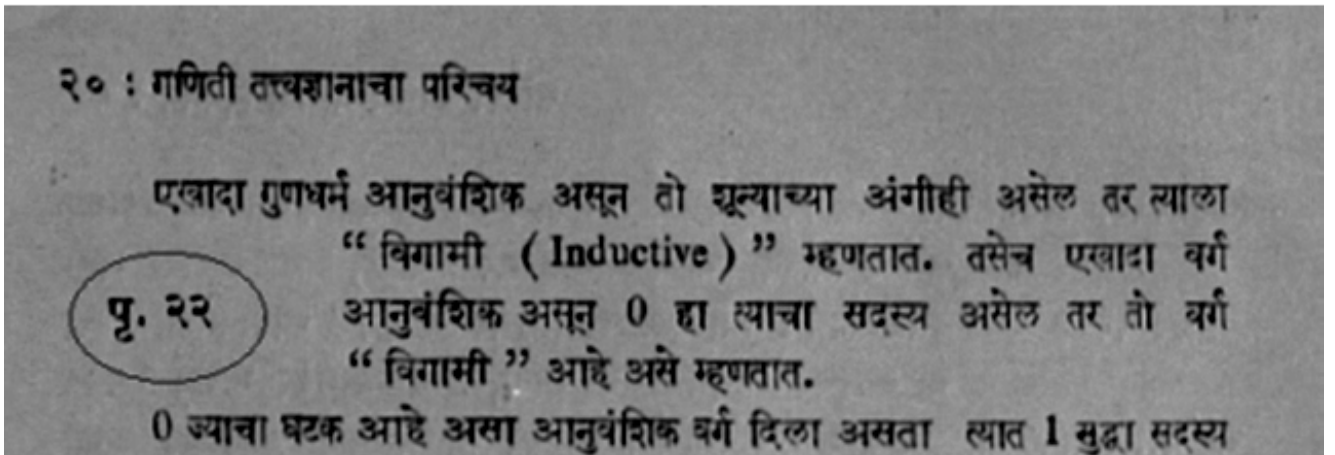 २० : गणिती तत्त्वज्ञानाचा परिचय
एखादा गुणधर्म आनुवंशिक असून तो शून्याच्या अंगीही असेल तर त्याला
“ विगामी ( Inductive ) ” म्हणतात. तसेच एखादा वर्ग
पृ. २२ आनुवंशिक असून 0 हा त्याचा सदस्य असेल तर तो वर्ग
“ विगामी ” आहे असे म्हणतात.
0 ज्याचा घटक आहे असा आनुवंशिक वर्ग दिला असता त्यात 1 सुद्धा सदस्य